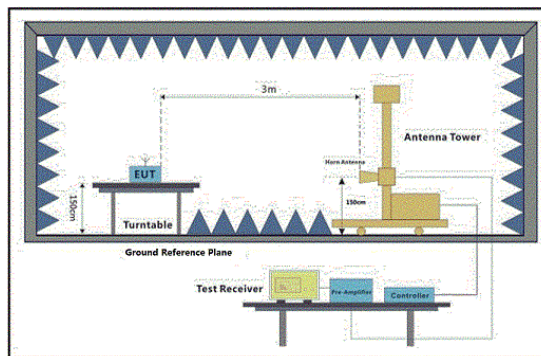 3m
Antenna Tower
Horn Antenna
EUT
150cm
150cm
Turntable
Ground Reference Plane
Test Receiver
Pre-Amplifier
Controller